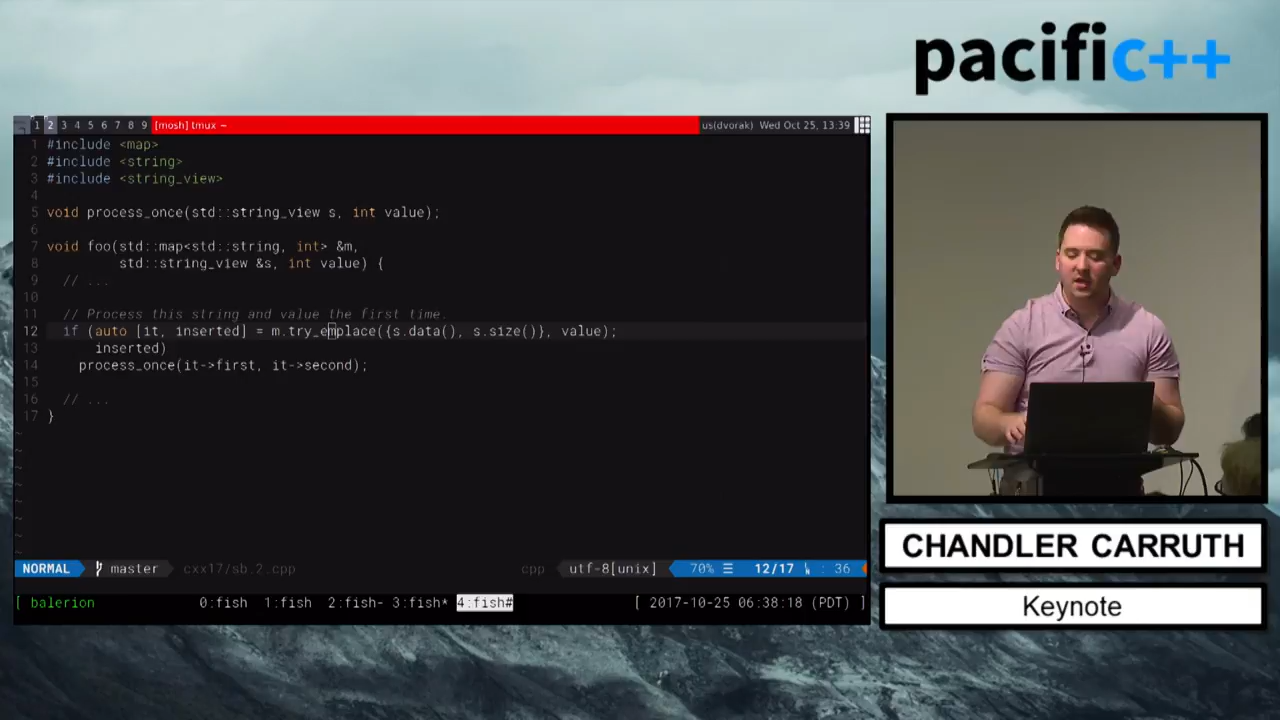 pacific++
1 2 3 4 5 6 7 8 9 [mosh] tmux ~ us(dvorak) Wed Oct 25, 13:39
1 #include <map>
2 #include <string>
3 #include <string_view>
4
5 void process_once(std::string_view s, int value);
6
7 void foo(std::map<std::string, int> &m,
8 std::string_view &s, int value) {
9 // ...
10
11 // Process this string and value the first time.
12 if (auto [it, inserted] = m.try_emplace({s.data(), s.size()}, value);
13 inserted)
14 process_once(it->first, it->second);
15
16 // ...
17 }
~
~
~
~
~
~
~
~
NORMAL master cxx17/sb.2.cpp cpp utf-8[unix] 70% ☰ 12/17 : 36
[ balerion 0:fish 1:fish 2:fish- 3:fish* 4:fish# [ 2017-10-25 06:38:18 (PDT) ]
CHANDLER CARRUTH
Keynote